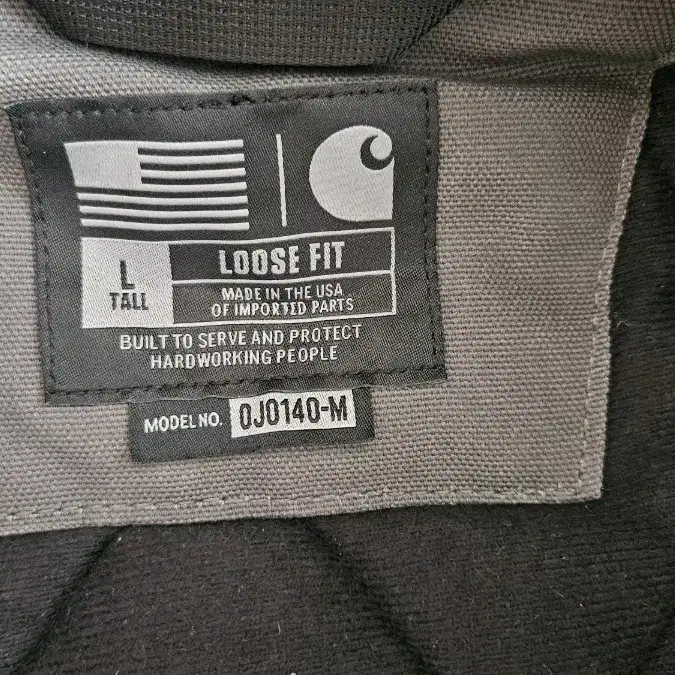 L
TALL
LOOSE FIT
MADE IN THE USA
OF IMPORTED PARTS
BUILT TO SERVE AND PROTECT
HARDWORKING PEOPLE
MODEL NO. 0J0140-M